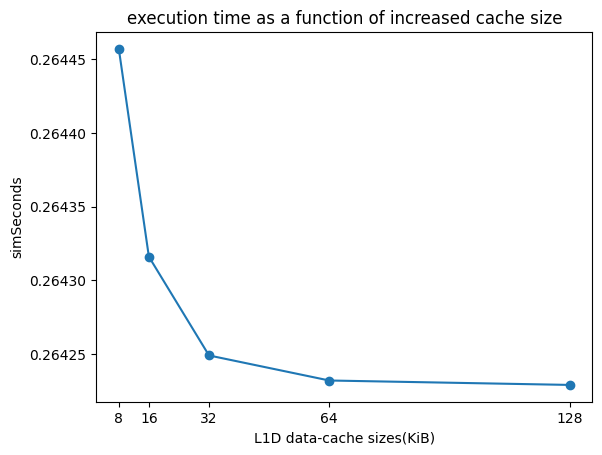 execution time as a function of increased cache size
simSeconds
0.26445
0.26440
0.26435
0.26430
0.26425
8 16 32 64 128
L1D data-cache sizes(KiB)